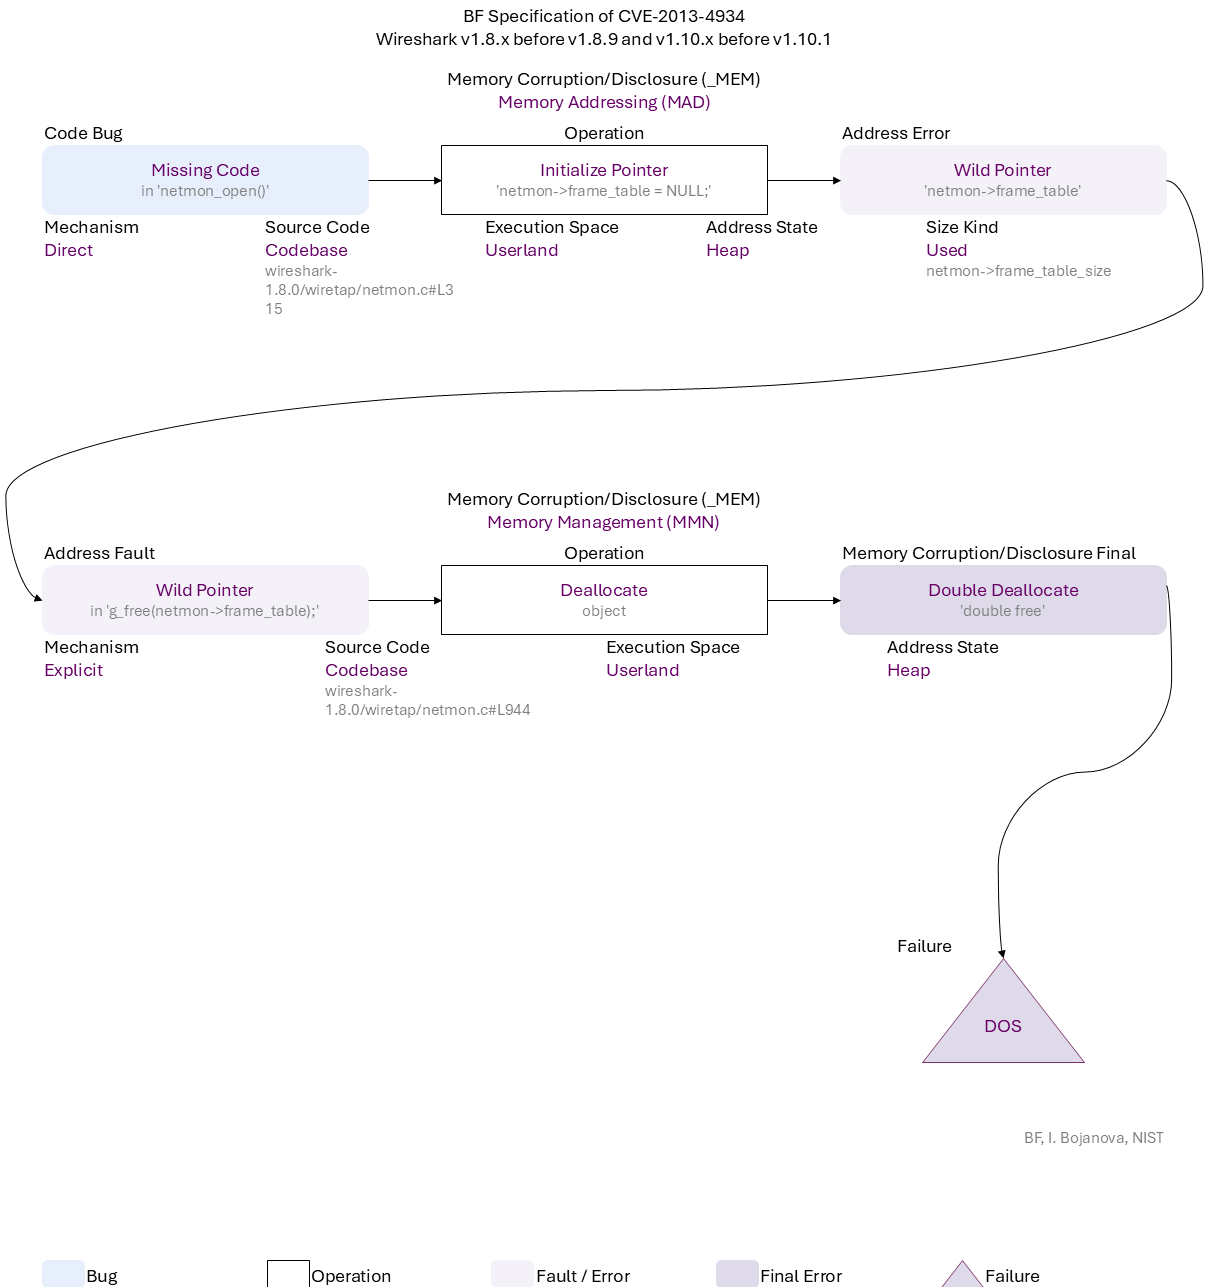 BF Specification of CVE-2013-4934
Wireshark v1.8.x before v1.8.9 and v1.10.x before v1.10.1
Memory Corruption/Disclosure (_MEM)
Memory Addressing (MAD)
Code Bug
Operation
Address Error
Missing Code
in 'netmon_open()'
Initialize Pointer
'netmon->frame_table = NULL;'
Wild Pointer
'netmon->frame_table'
Mechanism
Direct
Source Code
Codebase
wireshark-
1.8.0/wiretap/netmon.c#L3
15
Execution Space
Userland
Address State
Heap
Size Kind
Used
netmon->frame_table_size
Memory Corruption/Disclosure (_MEM)
Memory Management (MMN)
Address Fault
Operation
Memory Corruption/Disclosure Final
Wild Pointer
in 'g_free(netmon->frame_table);'
Deallocate
object
Double Deallocate
'double free'
Mechanism
Explicit
Source Code
Codebase
wireshark-
1.8.0/wiretap/netmon.c#L944
Execution Space
Userland
Address State
Heap
Failure
DOS
BF, I. Bojanova, NIST
Bug
Operation
Fault / Error
Final Error
Failure